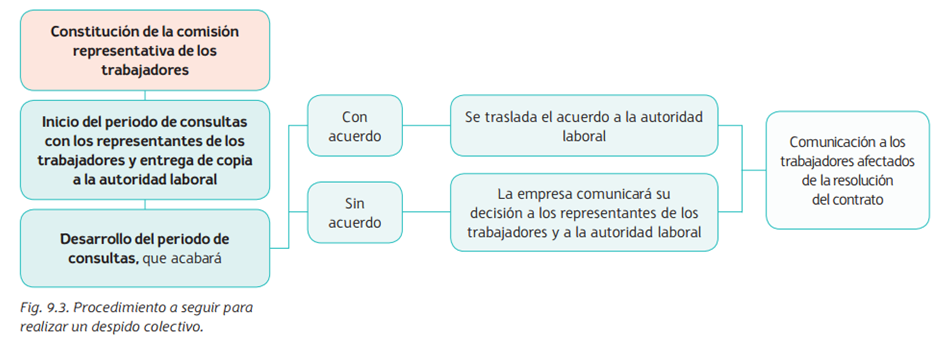 Constitución de la comisión
representativa de los
trabajadores
Inicio del periodo de consultas
con los representantes de los
trabajadores y entrega de copia
a la autoridad laboral
Desarrollo del periodo de
consultas, que acabará
Con
acuerdo
Sin
acuerdo
Se traslada el acuerdo a la autoridad
laboral
La empresa comunicará su
decisión a los representantes de los
trabajadores y a la autoridad laboral
Comunicación a los
trabajadores afectados
de la resolución
del contrato
Fig. 9.3. Procedimiento a seguir para
realizar un despido colectivo.